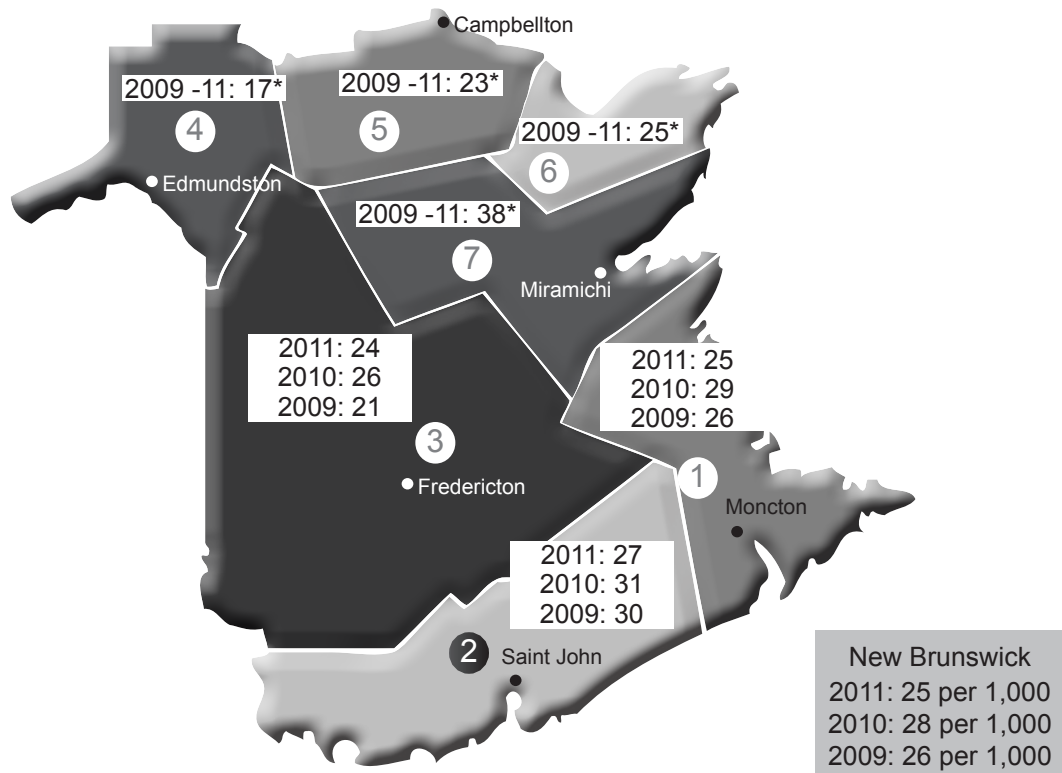 Campbellton
2009 -11: 17*
2009 -11: 23*
4
5
2009 -11: 25*
6
Edmundston
2009 -11: 38*
7
Miramichi
2011: 24
2010: 26
2009: 21
2011: 25
2010: 29
2009: 26
3
1
Fredericton
Moncton
2011: 27
2010: 31
2009: 30
2
Saint John
New Brunswick
2011: 25 per 1,000
2010: 28 per 1,000
2009: 26 per 1,000